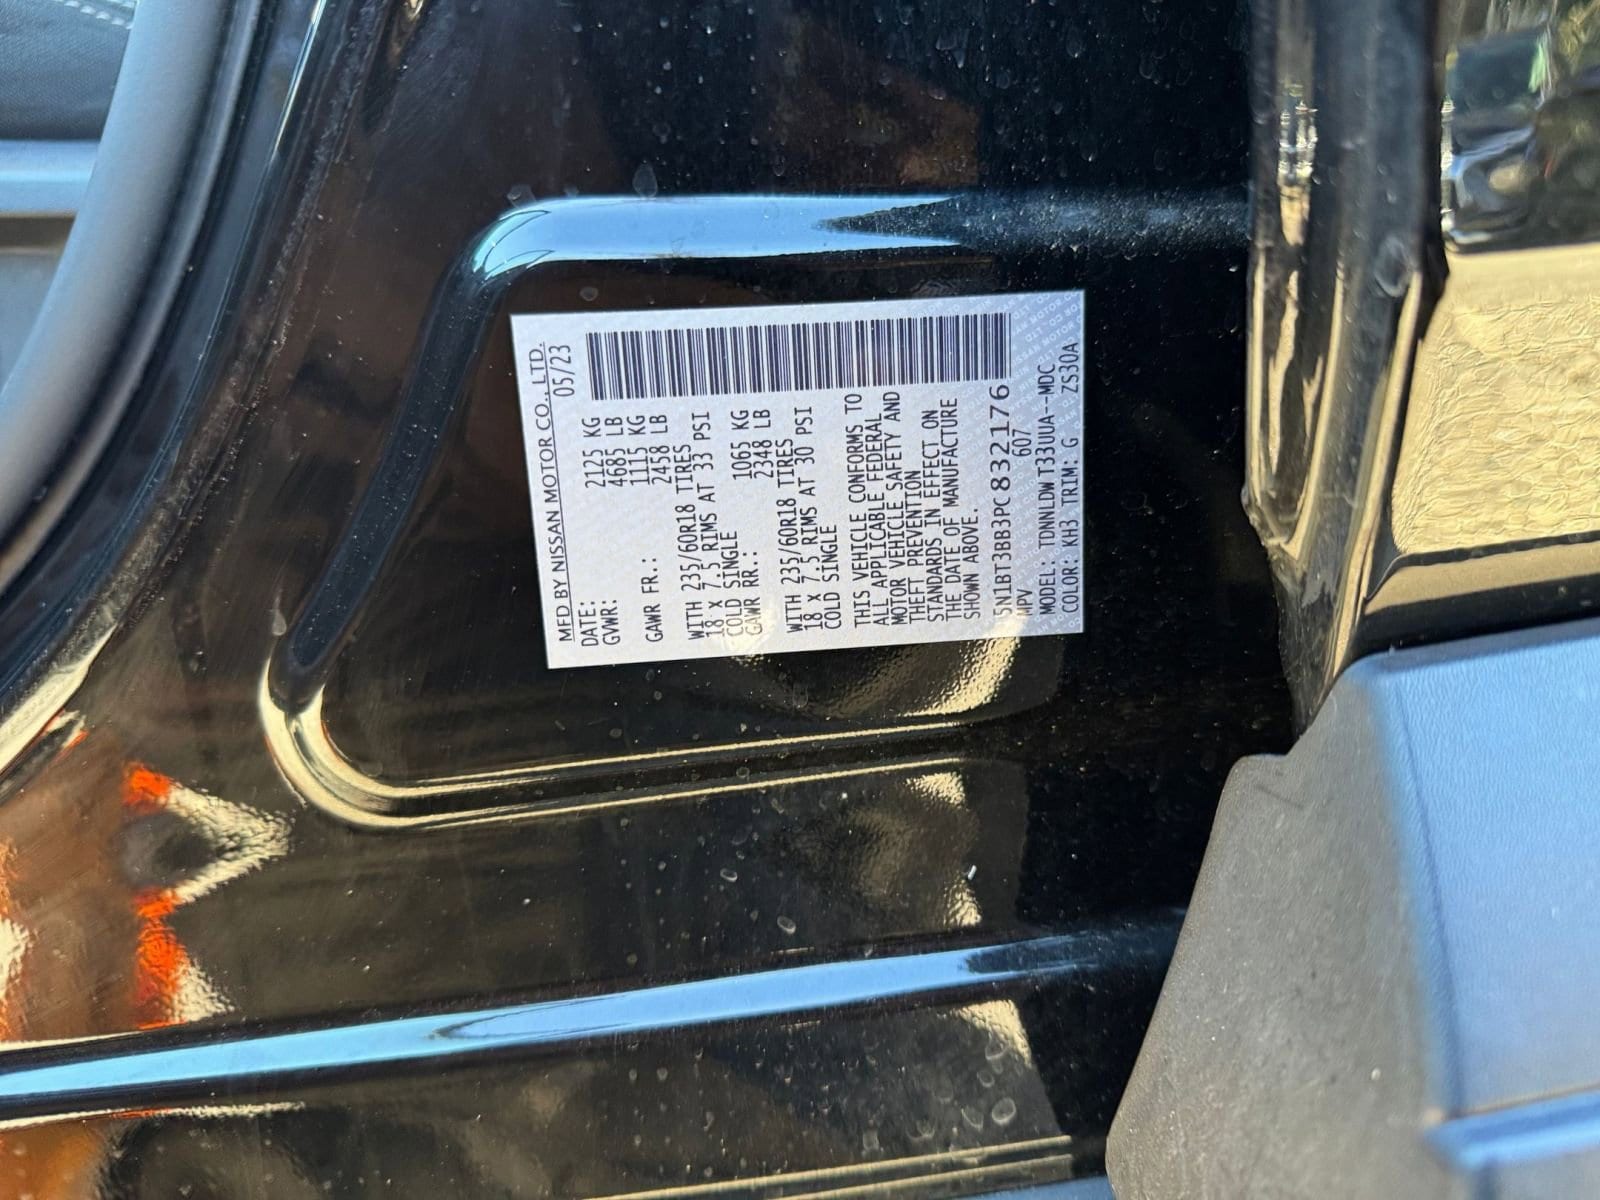 MFD BY NISSAN MOTOR CO., LTD.
DATE: 05/23
GVWR: 2125 KG
4685 LB
GAWR FR.: 1115 KG
2458 LB
WITH 235/60R18 TIRES
18 x 7.5 RIMS AT 33 PSI
COLD SINGLE
GAWR RR.: 1065 KG
2348 LB
WITH 235/60R18 TIRES
18 x 7.5 RIMS AT 30 PSI
COLD SINGLE
THIS VEHICLE CONFORMS TO
ALL APPLICABLE FEDERAL
MOTOR VEHICLE SAFETY AND
THEFT PREVENTION
STANDARDS IN EFFECT ON
THE DATE OF MANUFACTURE
SHOWN ABOVE.
5N1BT3BB3PC832176
MPV 607
MODEL: TDNNLDW T33UUA--MDC
COLOR: KH3 TRIM: G ZS30A